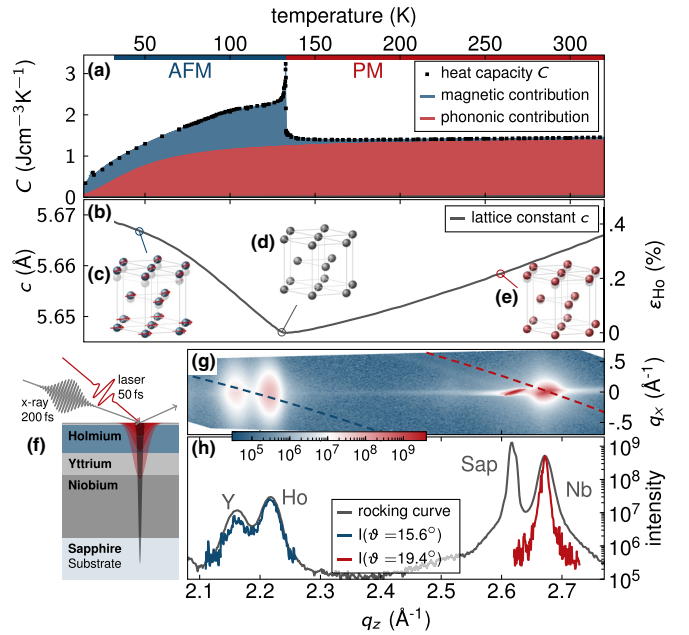 temperature (K)
50 100 150 200 250 300
AFM PM
(a)
heat capacity C
magnetic contribution
phononic contribution
C (Jcm⁻³K⁻¹)
3
2
1
0
(b)
lattice constant c
c (Å)
5.67
5.66
5.65
(c)
(d)
(e)
εHo (%)
.4
.2
0
x-ray
200 fs
laser
50 fs
(f)
Holmium
Yttrium
Niobium
Sapphire
Substrate
(g)
10⁵ 10⁶ 10⁷ 10⁸ 10⁹
qx (Å⁻¹)
.5
0
-.5
(h)
Y
Ho
Sap
Nb
rocking curve
I(ϑ =15.6°)
I(ϑ =19.4°)
intensity
10⁹
10⁸
10⁷
10⁶
10⁵
2.1 2.2 2.3 2.4 2.5 2.6 2.7
qz (Å⁻¹)